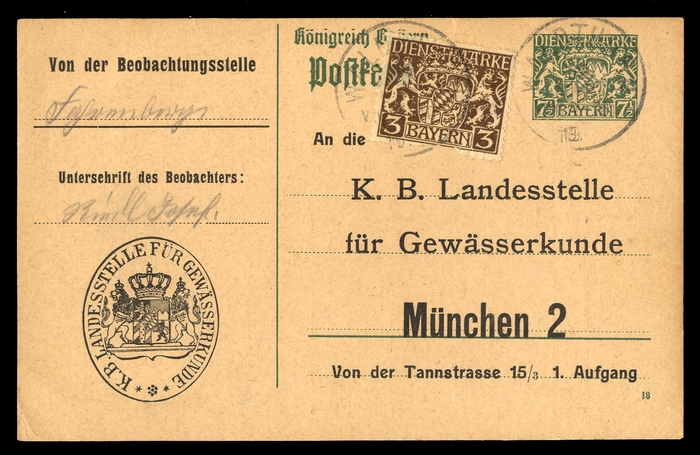 Von der Beobachtungsstelle
Unterschrift des Beobachters:
K. B. LANDESSTELLE FÜR GEWÄSSERKUNDE
Königreich
DIENSTMARKE
3 BAYERN 3
DIENSTMARKE
7½ BAYERN 7½
An die
K. B. Landesstelle
für Gewässerkunde
München 2
Von der Tannstrasse 15/3 1. Aufgang
18